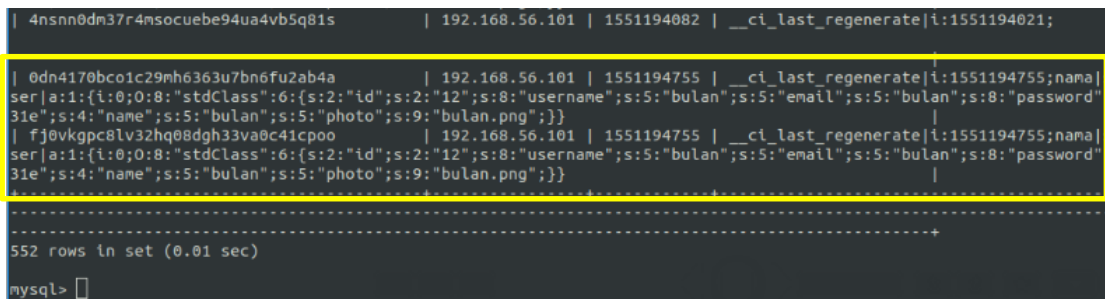 | 4nsnn0dm37r4msocuebe94ua4vb5q81s | 192.168.56.101 | 1551194082 | __ci_last_regenerate|i:1551194021;
|
| 0dn4170bco1c29mh6363u7bn6fu2ab4a | 192.168.56.101 | 1551194755 | __ci_last_regenerate|i:1551194755;nama|
ser|a:1:{i:0;O:8:"stdClass":6:{s:2:"id";s:2:"12";s:8:"username";s:5:"bulan";s:5:"email";s:5:"bulan";s:8:"password"
31e";s:4:"name";s:5:"bulan";s:5:"photo";s:9:"bulan.png";}} |
| fj0vkgpc8lv32hq08dgh33va0c41cpoo | 192.168.56.101 | 1551194755 | __ci_last_regenerate|i:1551194755;nama|
ser|a:1:{i:0;O:8:"stdClass":6:{s:2:"id";s:2:"12";s:8:"username";s:5:"bulan";s:5:"email";s:5:"bulan";s:8:"password"
31e";s:4:"name";s:5:"bulan";s:5:"photo";s:9:"bulan.png";}} |
552 rows in set (0.01 sec)
mysql>